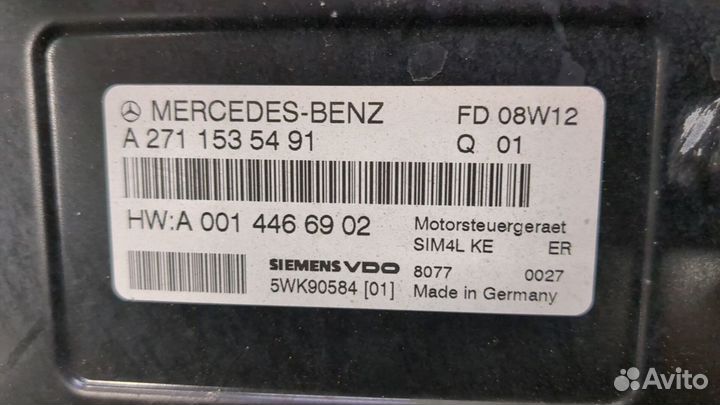 MERCEDES-BENZ FD 08W12
A 271 153 54 91 Q 01
HW:A 001 446 69 02 Motorsteuergeraet
SIM4L KE ER
SIEMENS VDO 8077 0027
5WK90584 [01] Made in Germany
Avito